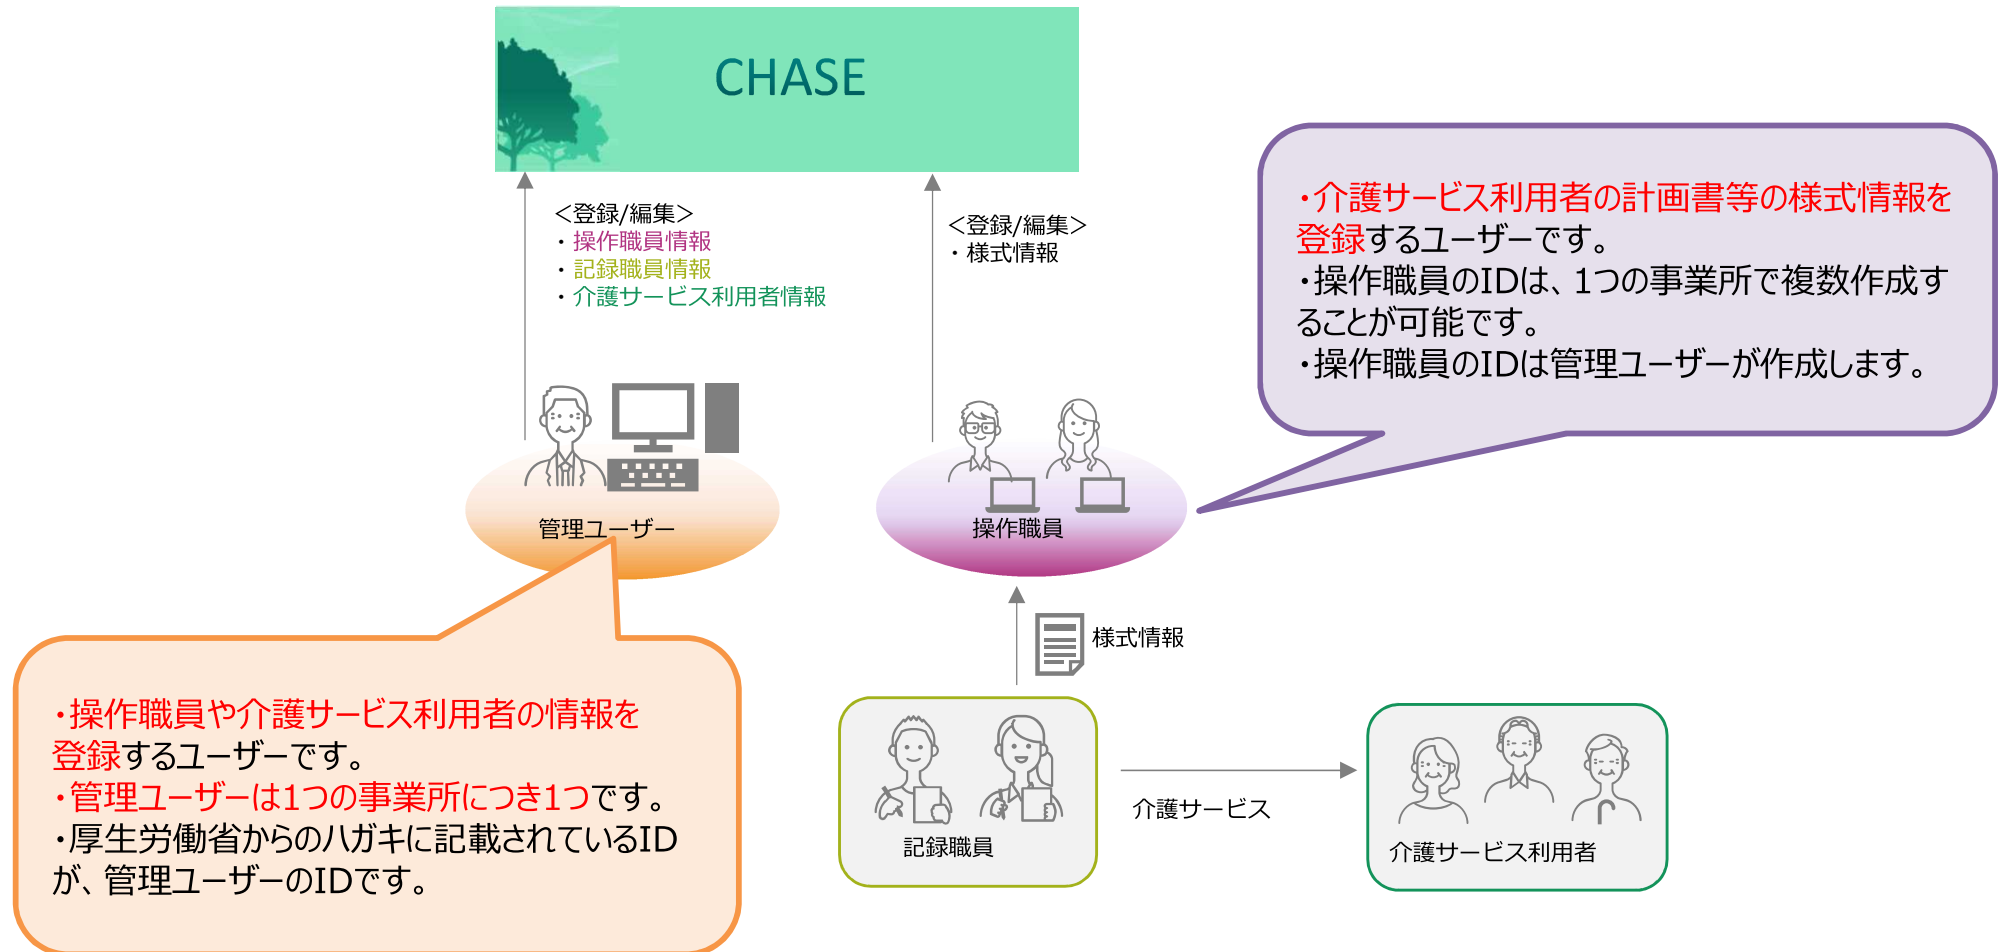 CHASE
＜登録/編集＞
・操作職員情報
・記録職員情報
・介護サービス利用者情報
＜登録/編集＞
・様式情報
・介護サービス利用者の計画書等の様式情報を
登録するユーザーです。
・操作職員のIDは、1つの事業所で複数作成す
ることが可能です。
・操作職員のIDは管理ユーザーが作成します。
管理ユーザー
操作職員
様式情報
・操作職員や介護サービス利用者の情報を
登録するユーザーです。
・管理ユーザーは1つの事業所につき1つです。
・厚生労働省からのハガキに記載されているID
が、管理ユーザーのIDです。
記録職員
介護サービス
介護サービス利用者